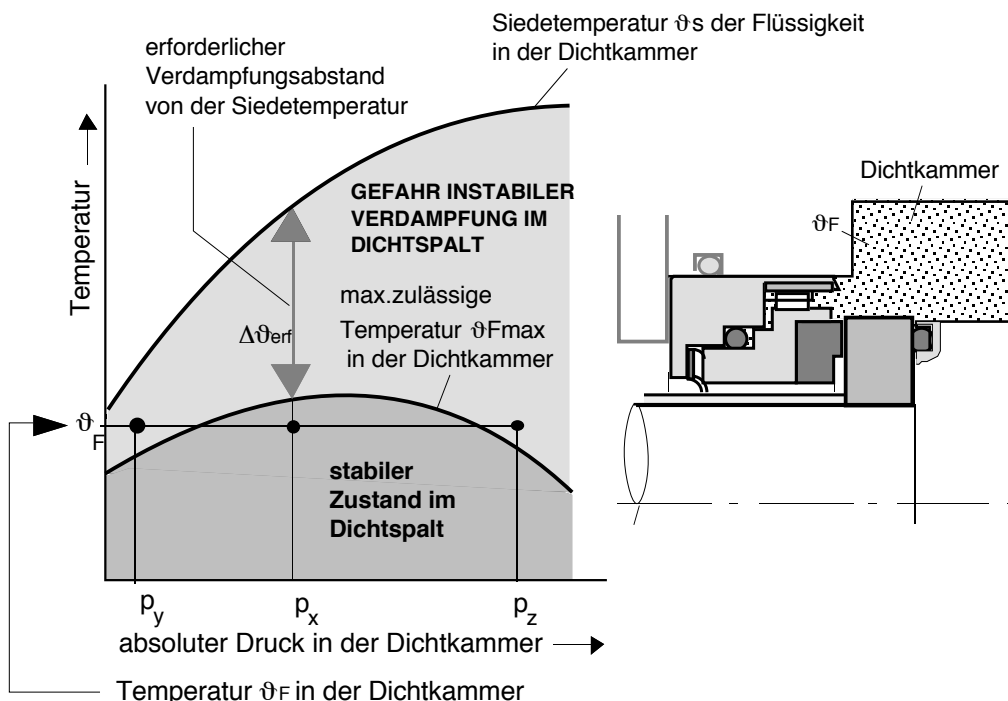 Siedetemperatur ϑs der Flüssigkeit
in der Dichtkammer
erforderlicher
Verdampfungsabstand
von der Siedetemperatur
Temperatur
GEFAHR INSTABILER
VERDAMPFUNG IM
DICHTSPALT
max.zulässige
Temperatur ϑFmax
in der Dichtkammer
Δϑerf
ϑF
stabiler
Zustand im
Dichtspalt
py
px
pz
absoluter Druck in der Dichtkammer
Temperatur ϑF in der Dichtkammer
Dichtkammer
ϑF